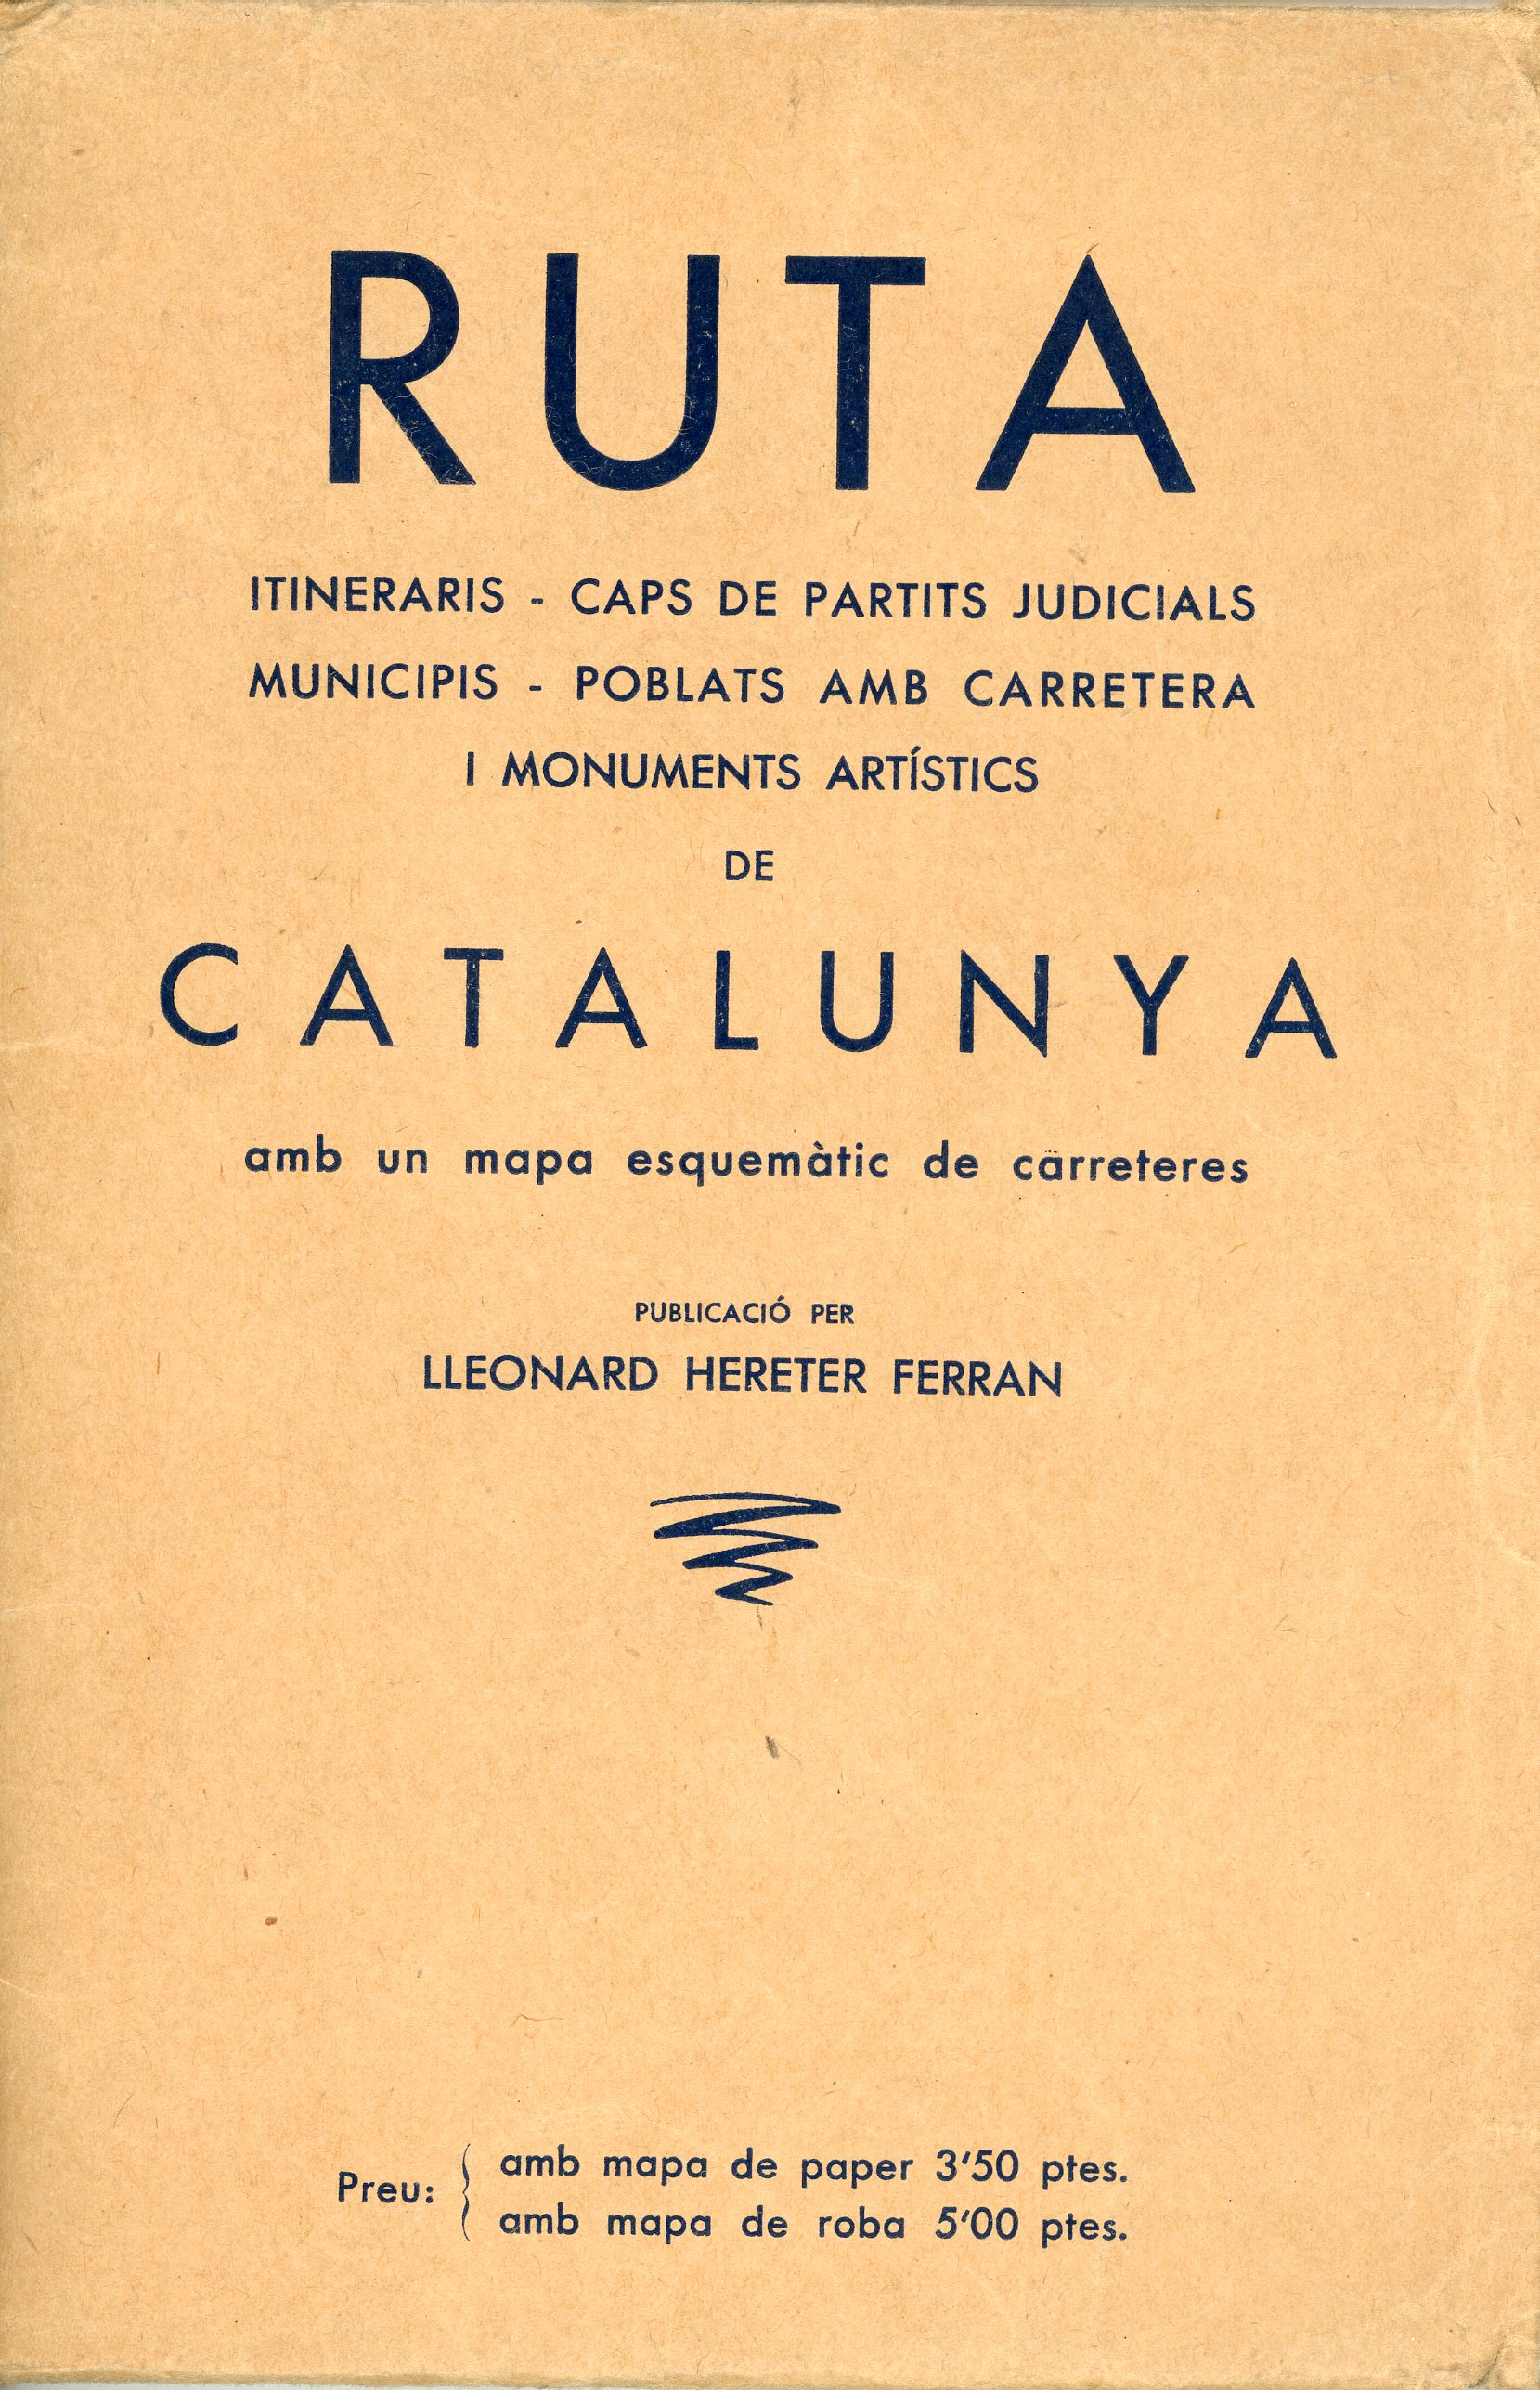 RUTA
ITINERARIS - CAPS DE PARTITS JUDICIALS
MUNICIPIS - POBLATS AMB CARRETERA
I MONUMENTS ARTÍSTICS
DE
CATALUNYA
amb un mapa esquemàtic de carreteres
PUBLICACIÓ PER
LLEONARD HERETER FERRAN
Preu: { amb mapa de paper 3'50 ptes.
amb mapa de roba 5'00 ptes.